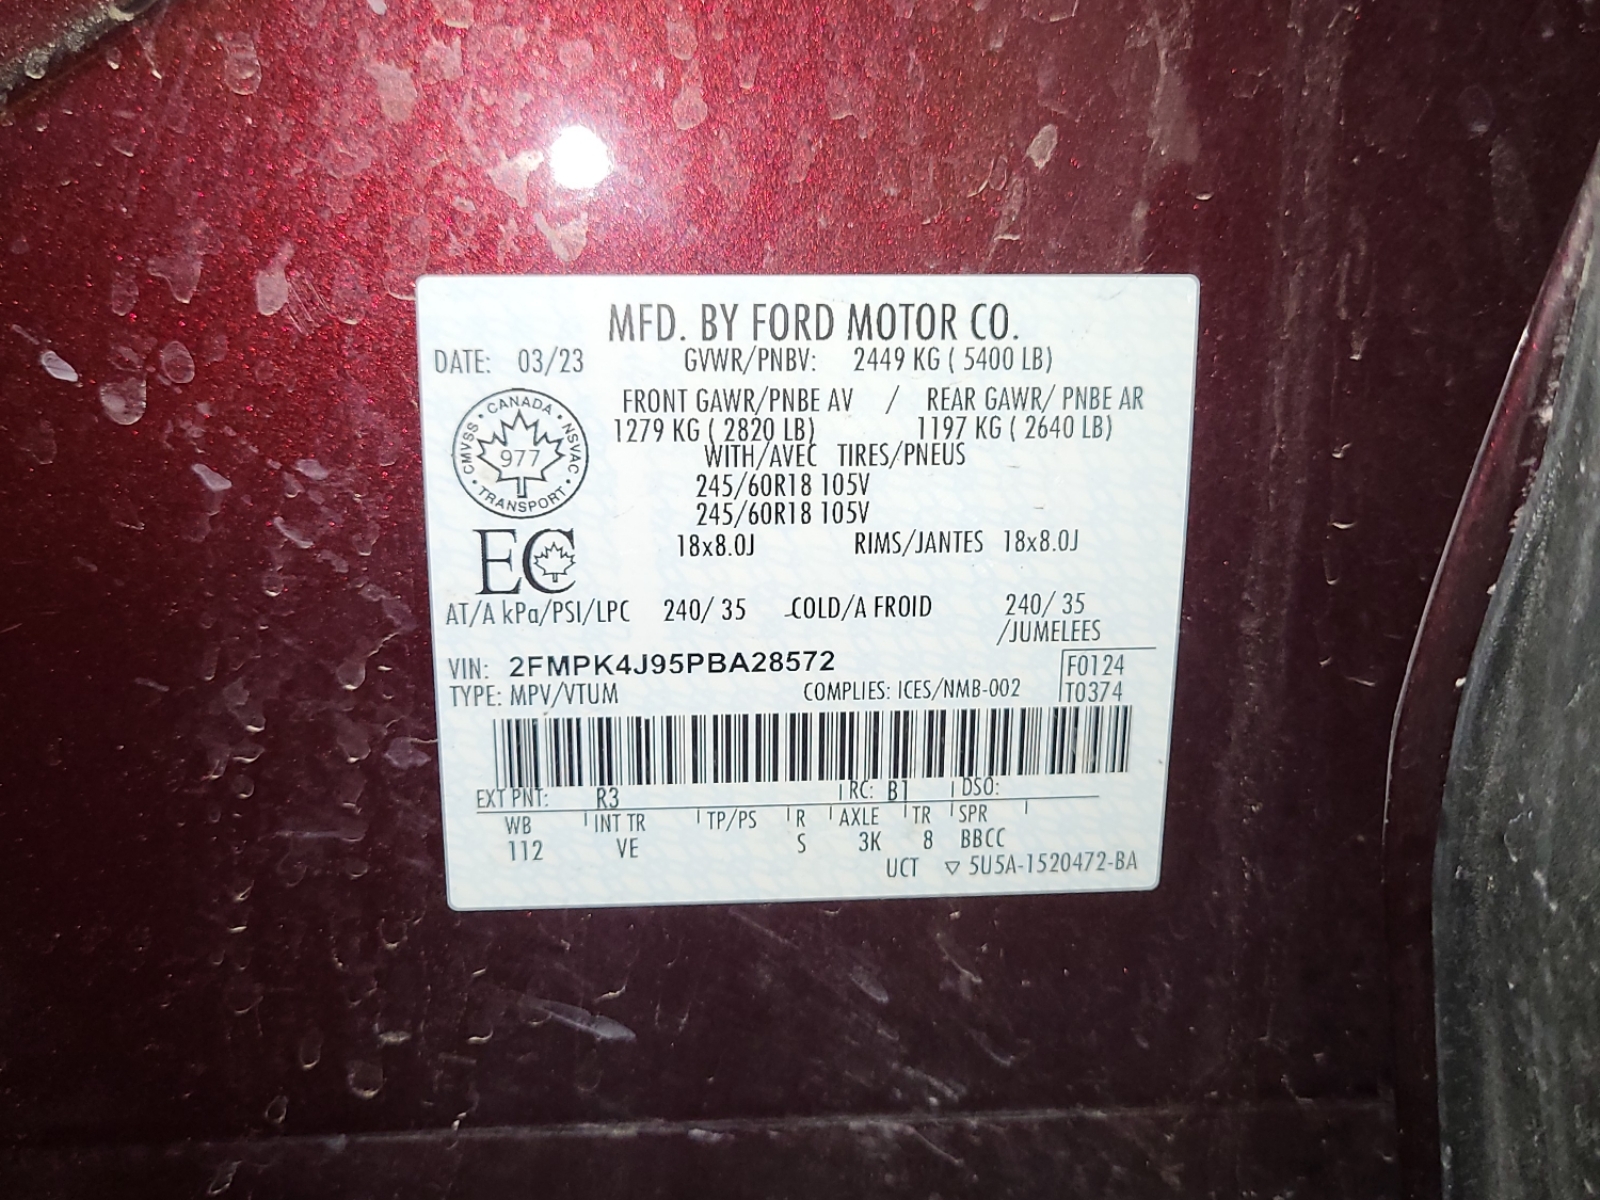 MFD. BY FORD MOTOR CO.
DATE: 03/23 GVWR/PNBV: 2449 KG ( 5400 LB)
FRONT GAWR/PNBE AV / REAR GAWR/ PNBE AR
1279 KG ( 2820 LB) 1197 KG ( 2640 LB)
WITH/AVEC TIRES/PNEUS
245/60R18 105V
245/60R18 105V
18x8.0J RIMS/JANTES 18x8.0J
CANADA
CMVSS 977 NSVAC
TRANSPORT
EC
AT/A kPa/PSI/LPC 240/ 35 COLD/A FROID 240/ 35
/JUMELEES
VIN: 2FMPK4J95PBA28572 F0124
TYPE: MPV/VTUM COMPLIES: ICES/NMB-002 T0374
EXT PNT: R3 RC: B1 DSO:
WB INT TR TP/PS R AXLE TR SPR
112 VE S 3K 8 BBCC
UCT ▽ 5U5A-1520472-BA